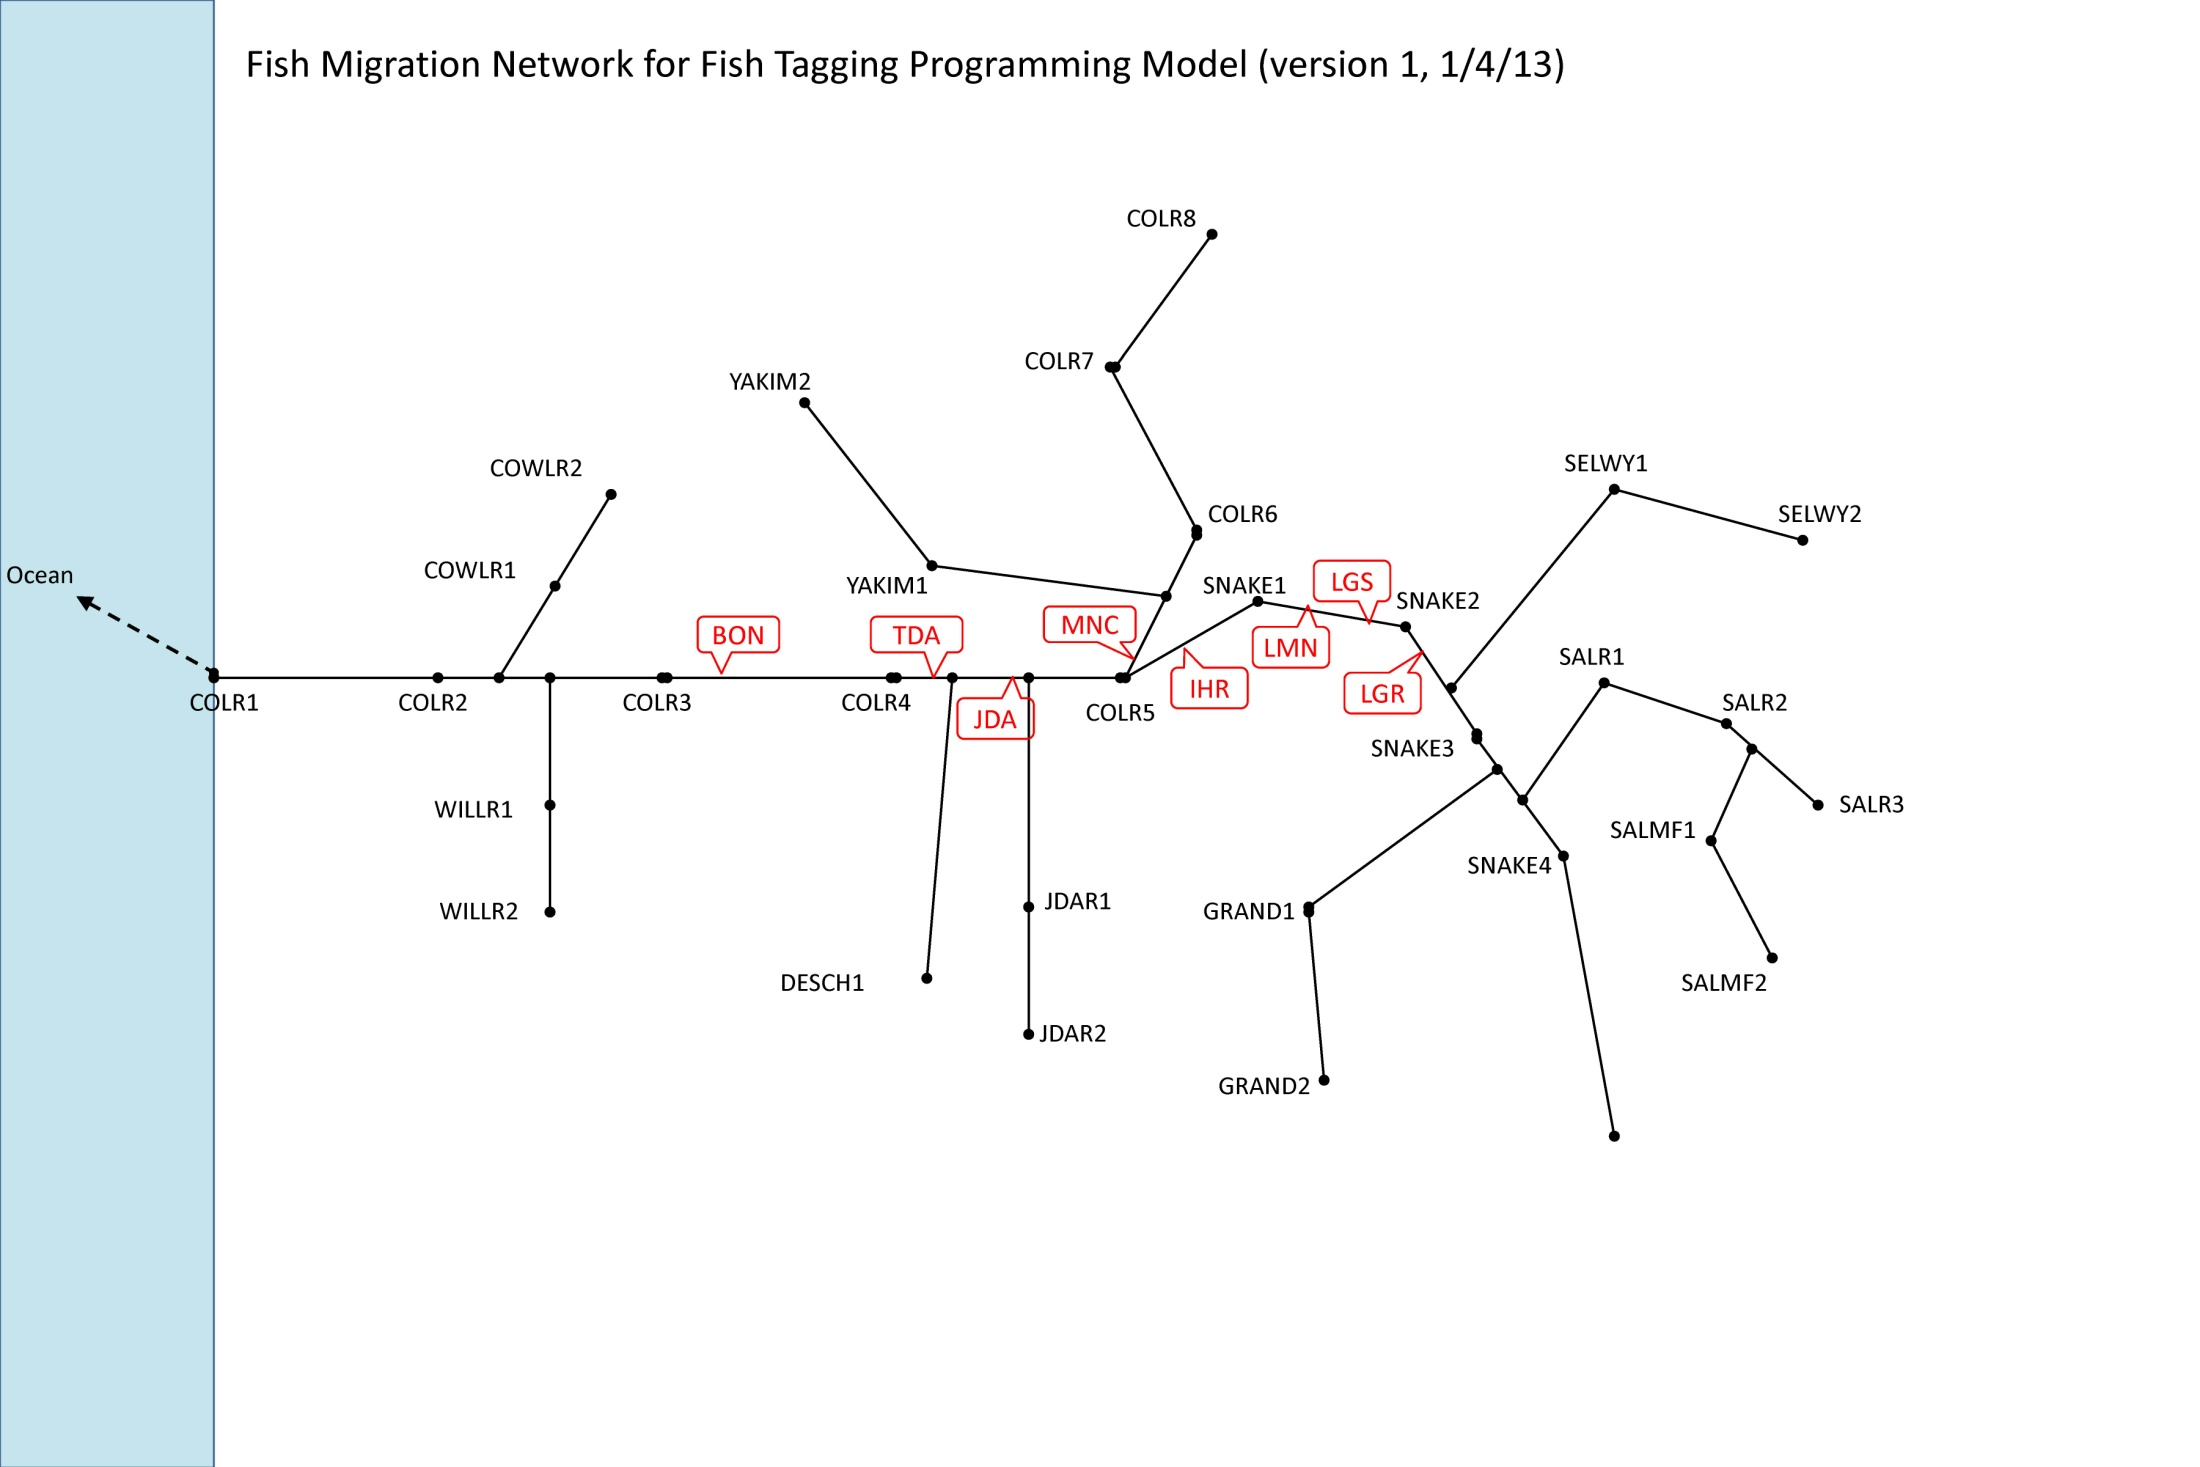 Fish Migration Network for Fish Tagging Programming Model (version 1, 1/4/13)
COLR8
COLR7
YAKIM2
COWLR2
SELWY1
COLR6
SELWY2
COWLR1
Ocean
YAKIM1
SNAKE1
LGS
SNAKE2
BON
TDA
MNC
LMN
SALR1
IHR
LGR
COLR1
COLR2
COLR3
COLR4
JDA
COLR5
SALR2
SNAKE3
WILLR1
SALR3
SALMF1
SNAKE4
WILLR2
JDAR1
GRAND1
DESCH1
SALMF2
JDAR2
GRAND2